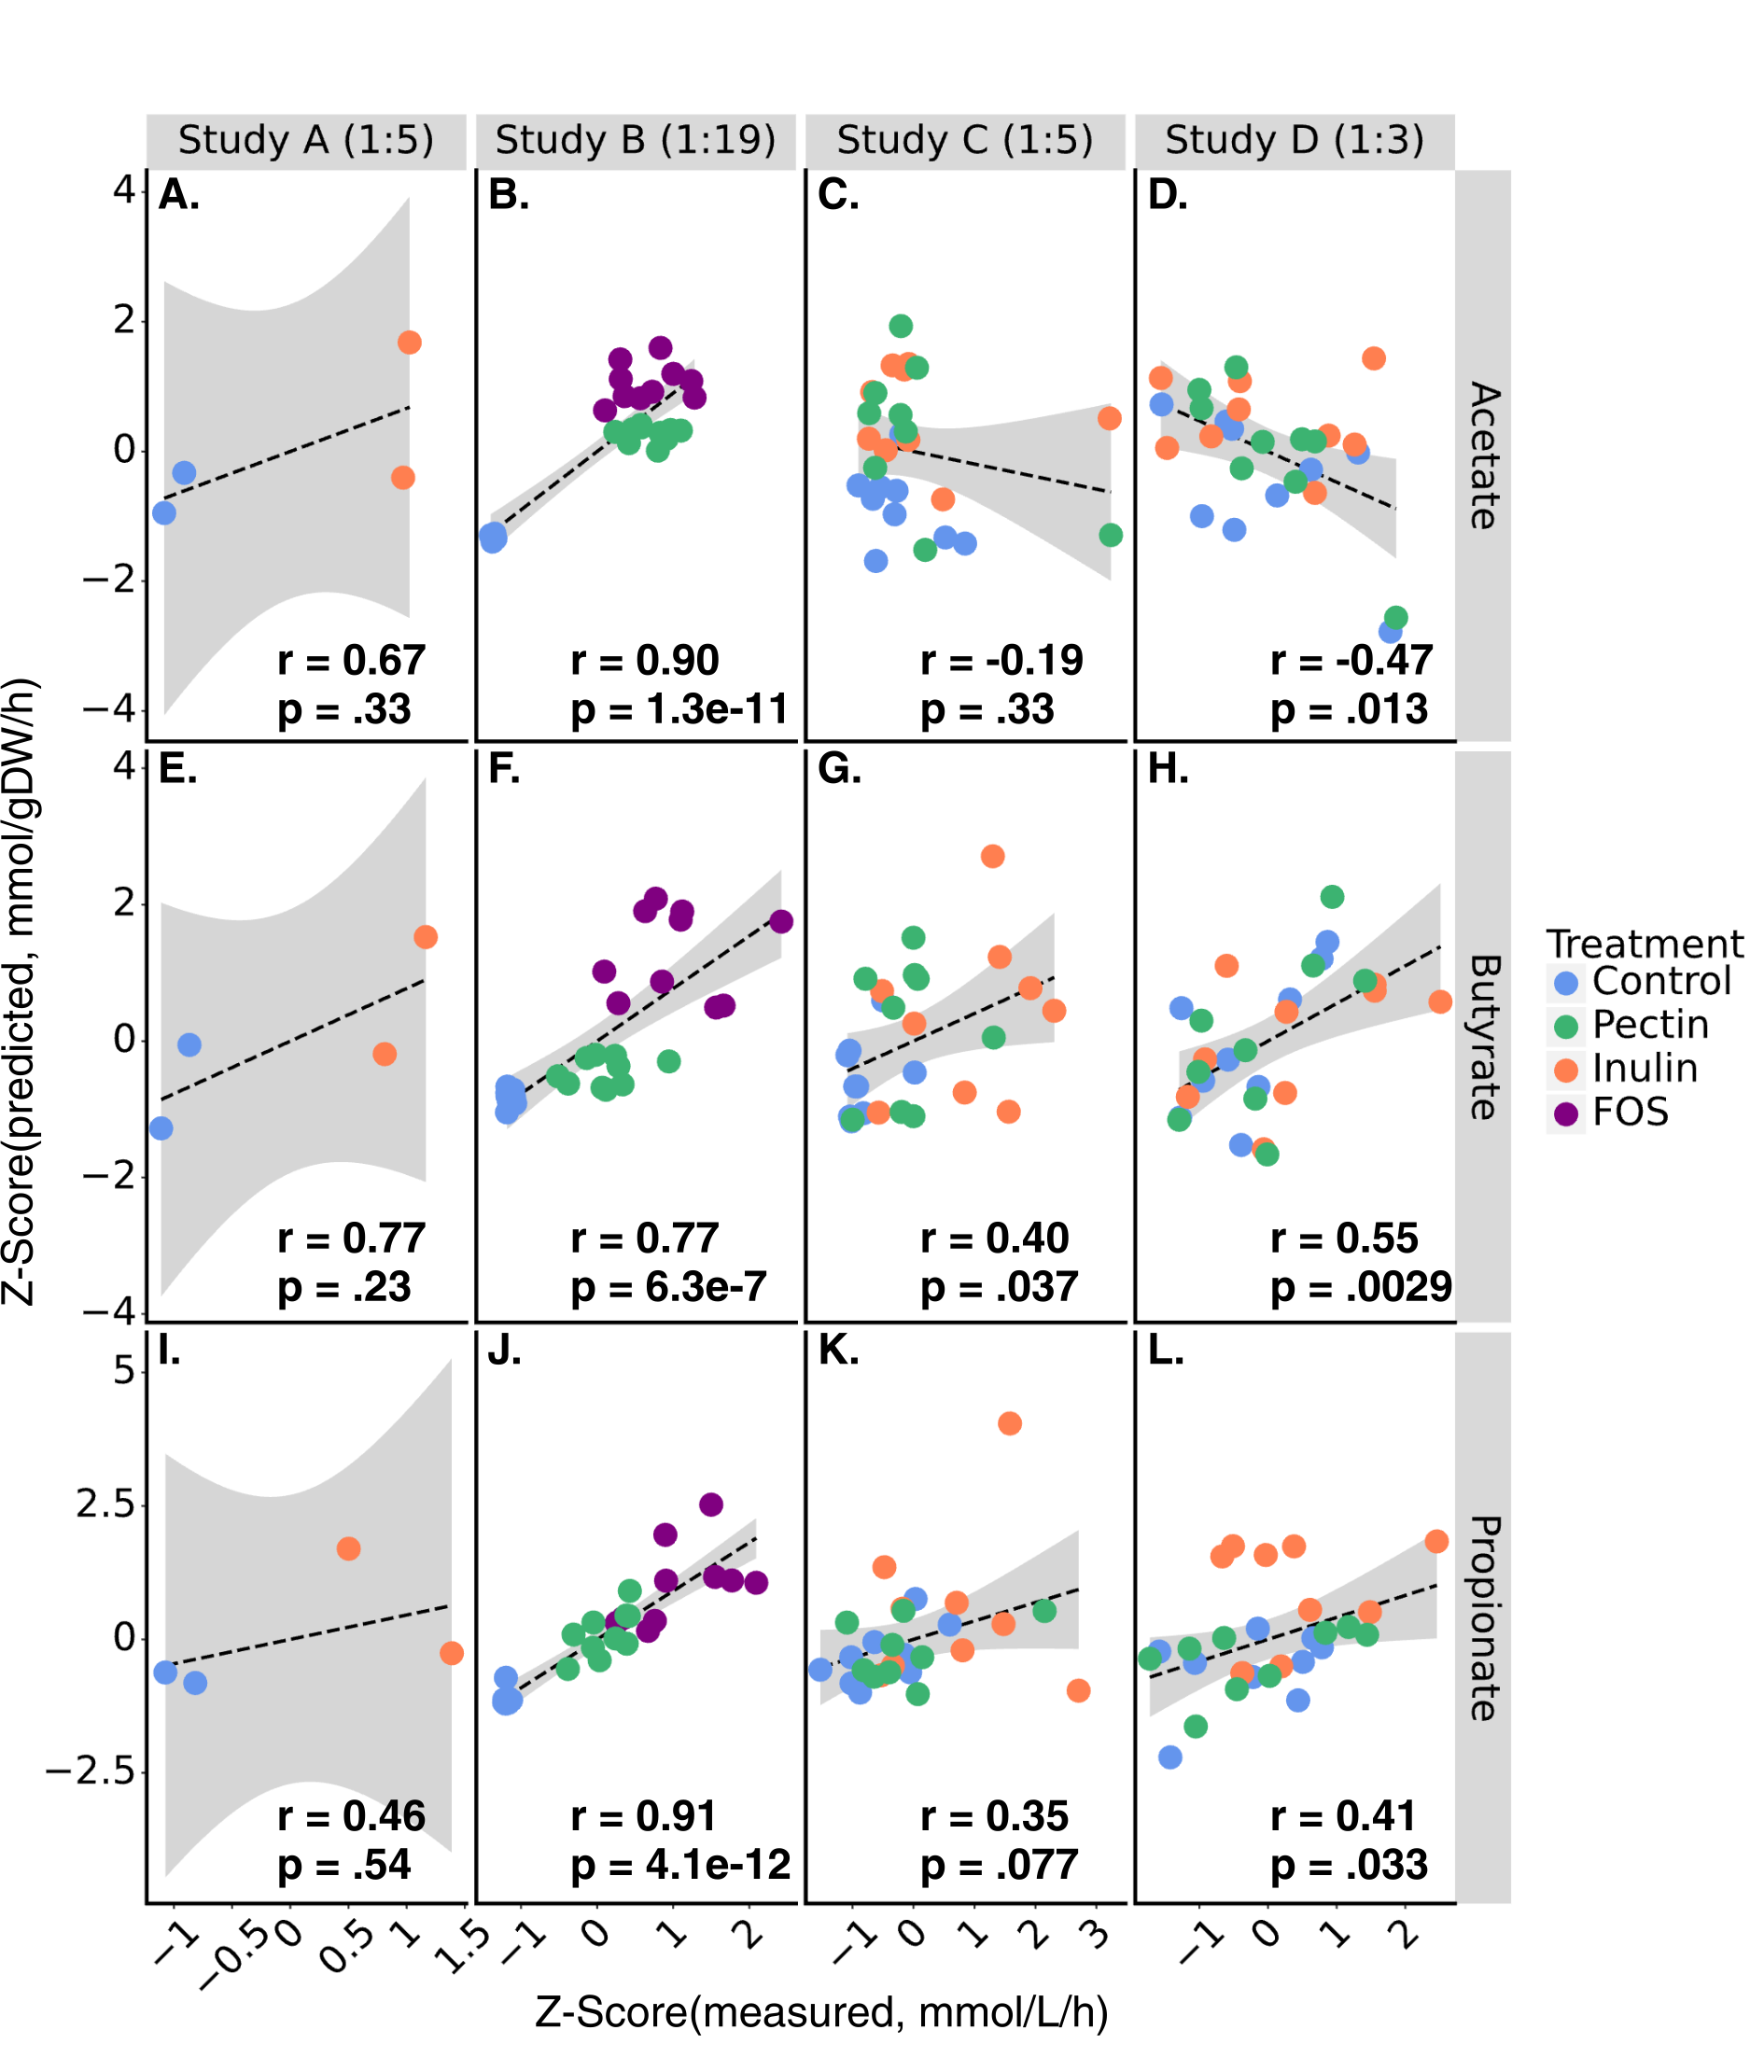 Study A (1:5)
Study B (1:19)
Study C (1:5)
Study D (1:3)
A.
B.
C.
D.
4
2
0
−2
−4
r = 0.67
p = .33
r = 0.90
p = 1.3e-11
r = -0.19
p = .33
r = -0.47
p = .013
Acetate
E.
F.
G.
H.
4
2
0
−2
−4
r = 0.77
p = .23
r = 0.77
p = 6.3e-7
r = 0.40
p = .037
r = 0.55
p = .0029
Butyrate
I.
J.
K.
L.
5
2.5
0
−2.5
r = 0.46
p = .54
r = 0.91
p = 4.1e-12
r = 0.35
p = .077
r = 0.41
p = .033
Propionate
−1
−0.5
0
0.5
1
1.5
−1
0
1
2
−1
0
1
2
3
−1
0
1
2
Z-Score(measured, mmol/L/h)
Z-Score(predicted, mmol/gDW/h)
Treatment
Control
Pectin
Inulin
FOS